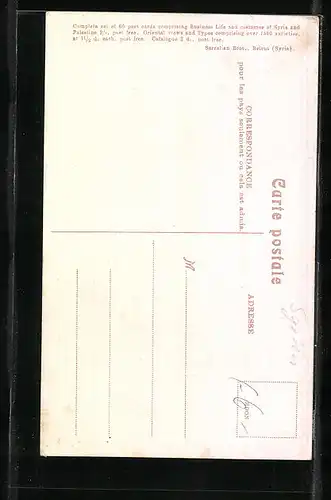 Complete set of 60 post cards comprising Business Life and costumes of Syria and
Palestine 5/-, post free. Oriental views and Types comprising over 1400 varieties,
at 1½ d. each, post free. Catalogue 2 d., post free.
Sarrafian Bros., Beirut (Syria).
Carte postale
CORRESPONDANCE
pour les pays seulement ou cela est admis.
ADRESSE